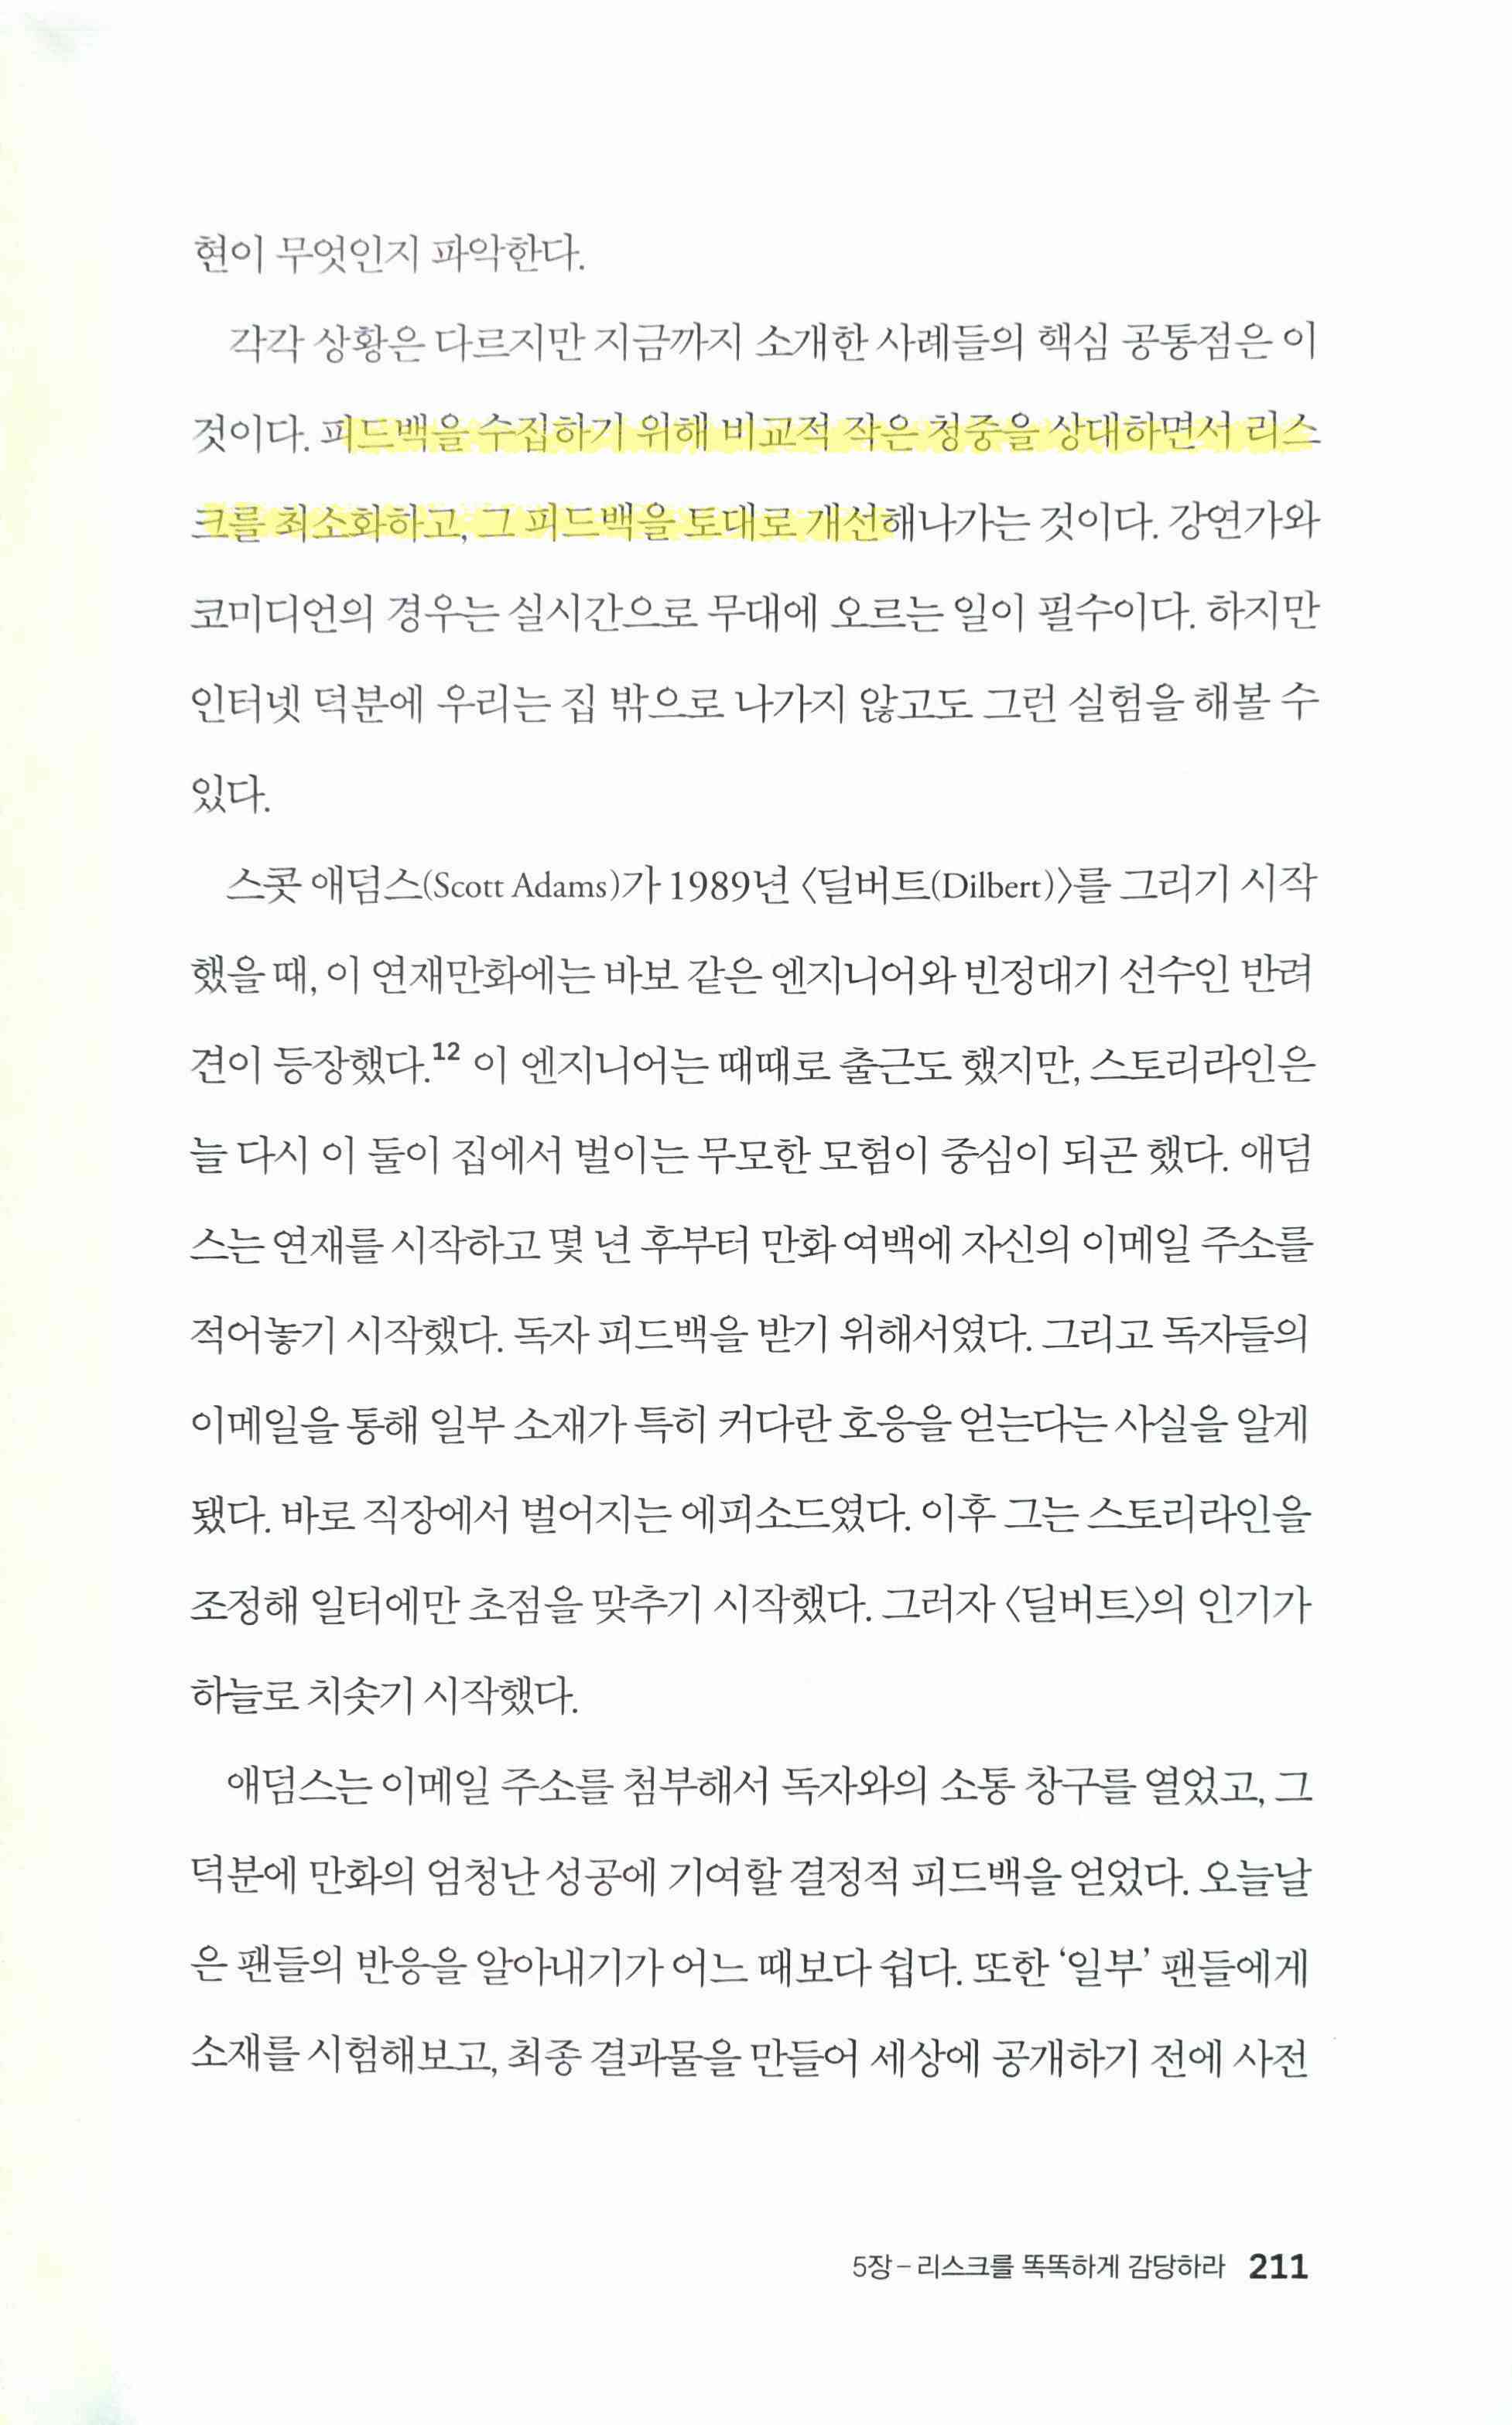 현이 무엇인지 파악한다.
각각 상황은 다르지만 지금까지 소개한 사례들의 핵심 공통점은 이
것이다. 피드백을 수집하기 위해 비교적 작은 청중을 상대하면서 리스
크를 최소화하고, 그 피드백을 토대로 개선해나가는 것이다. 강연가와
코미디언의 경우는 실시간으로 무대에 오르는 일이 필수이다. 하지만
인터넷 덕분에 우리는 집 밖으로 나가지 않고도 그런 실험을 해볼 수
있다.
스콧 애덤스(Scott Adams)가 1989년 〈딜버트(Dilbert)〉를 그리기 시작
했을 때, 이 연재만화에는 바보 같은 엔지니어와 빈정대기 선수인 반려
견이 등장했다.12 이 엔지니어는 때때로 출근도 했지만, 스토리라인은
늘 다시 이 둘이 집에서 벌이는 무모한 모험이 중심이 되곤 했다. 애덤
스는 연재를 시작하고 몇 년 후부터 만화 여백에 자신의 이메일 주소를
적어놓기 시작했다. 독자 피드백을 받기 위해서였다. 그리고 독자들의
이메일을 통해 일부 소재가 특히 커다란 호응을 얻는다는 사실을 알게
됐다. 바로 직장에서 벌어지는 에피소드였다. 이후 그는 스토리라인을
조정해 일터에만 초점을 맞추기 시작했다. 그러자 〈딜버트〉의 인기가
하늘로 치솟기 시작했다.
애덤스는 이메일 주소를 첨부해서 독자와의 소통 창구를 열었고, 그
덕분에 만화의 엄청난 성공에 기여할 결정적 피드백을 얻었다. 오늘날
은 팬들의 반응을 알아내기가 어느 때보다 쉽다. 또한 ‘일부’ 팬들에게
소재를 시험해보고, 최종 결과물을 만들어 세상에 공개하기 전에 사전
5장 – 리스크를 똑똑하게 감당하라 211